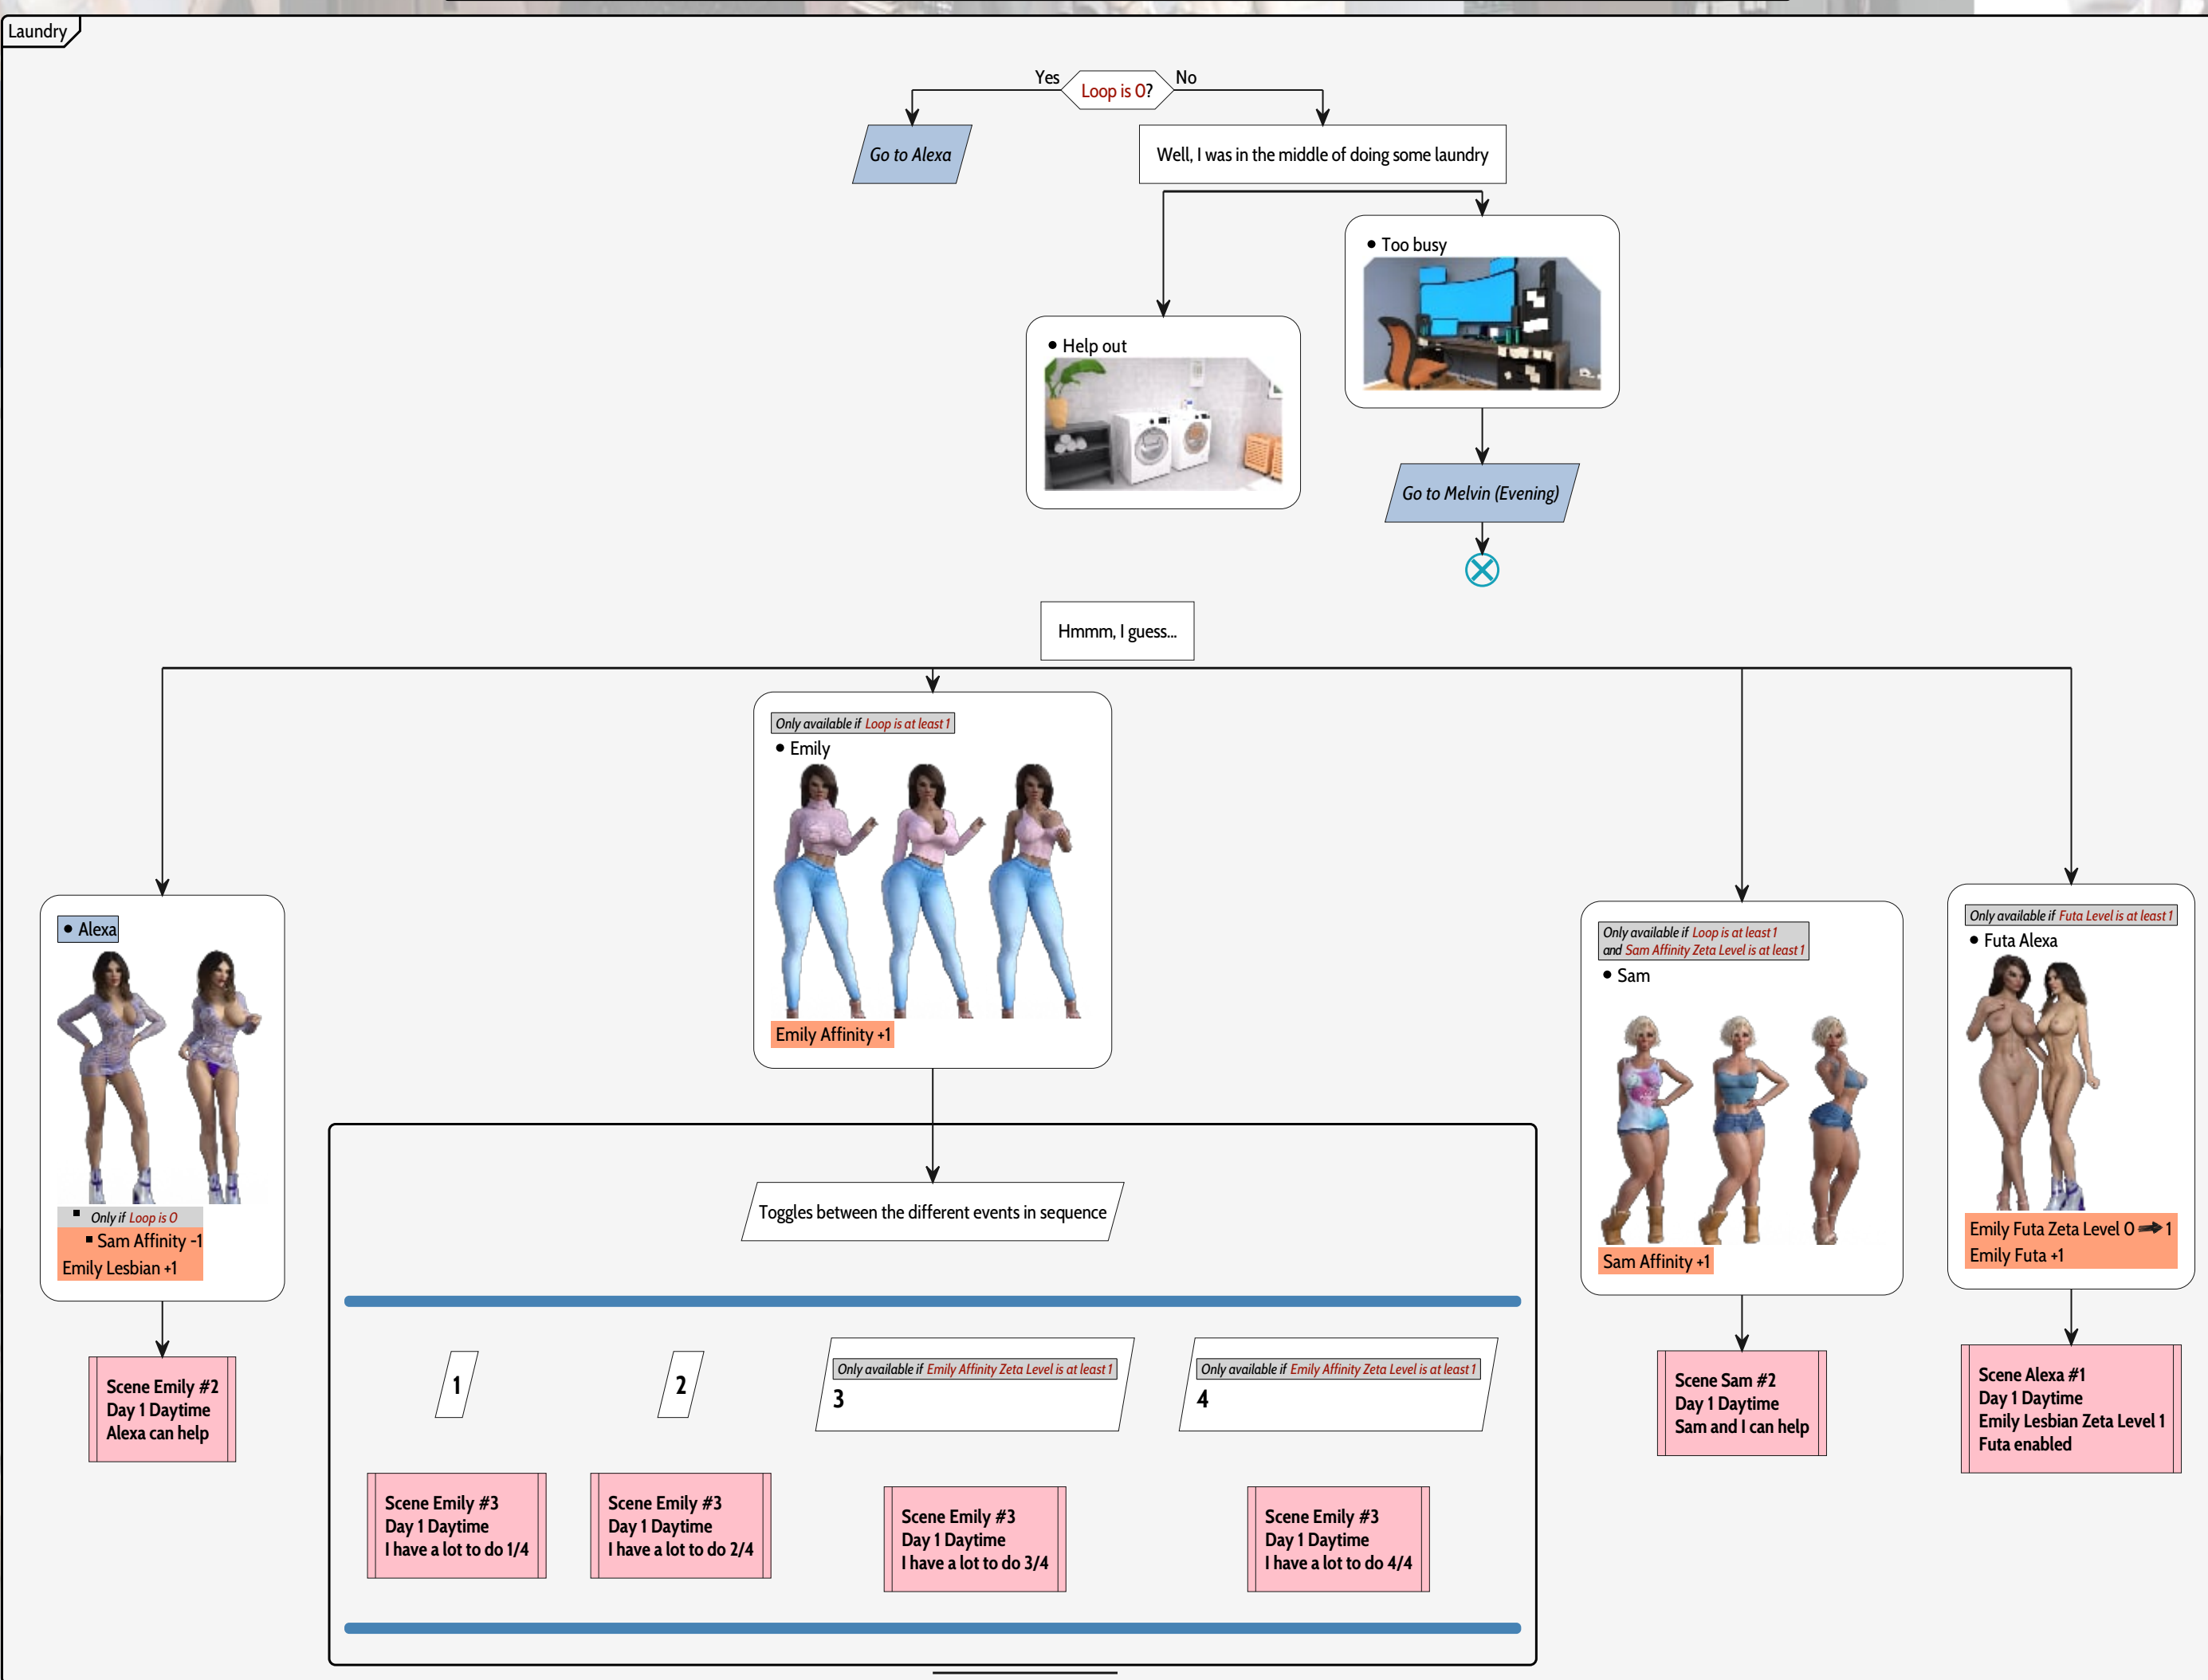 Laundry
Yes
Loop is 0?
No
Go to Alexa
Well, I was in the middle of doing some laundry
Too busy
Help out
Go to Melvin (Evening)
Hmmm, I guess...
Only available if Loop is at least 1
Emily
Emily Affinity +1
Alexa
Only if Loop is 0
Sam Affinity -1
Emily Lesbian +1
Only available if Loop is at least 1
and Sam Affinity Zeta Level is at least 1
Sam
Sam Affinity +1
Only available if Futa Level is at least 1
Futa Alexa
Emily Futa Zeta Level 0 ➡ 1
Emily Futa +1
Toggles between the different events in sequence
1
2
Only available if Emily Affinity Zeta Level is at least 1
3
Only available if Emily Affinity Zeta Level is at least 1
4
Scene Emily #2
Day 1 Daytime
Alexa can help
Scene Emily #3
Day 1 Daytime
I have a lot to do 1/4
Scene Emily #3
Day 1 Daytime
I have a lot to do 2/4
Scene Emily #3
Day 1 Daytime
I have a lot to do 3/4
Scene Emily #3
Day 1 Daytime
I have a lot to do 4/4
Scene Sam #2
Day 1 Daytime
Sam and I can help
Scene Alexa #1
Day 1 Daytime
Emily Lesbian Zeta Level 1
Futa enabled